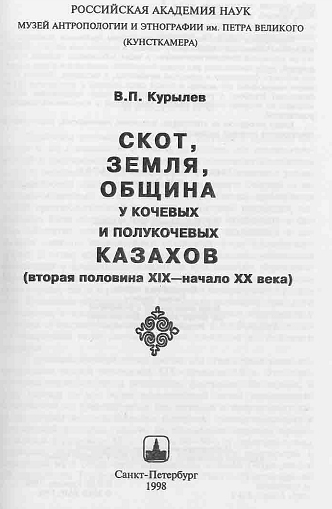 РОССИЙСКАЯ АКАДЕМИЯ НАУК
МУЗЕЙ АНТРОПОЛОГИИ И ЭТНОГРАФИИ им. ПЕТРА ВЕЛИКОГО
(КУНСТКАМЕРА)
В.П. Курылев
СКОТ,
ЗЕМЛЯ,
ОБЩИНА
У КОЧЕВЫХ
И ПОЛУКОЧЕВЫХ
КАЗАХОВ
(вторая половина XIX—начало XX века)
Санкт-Петербург
1998